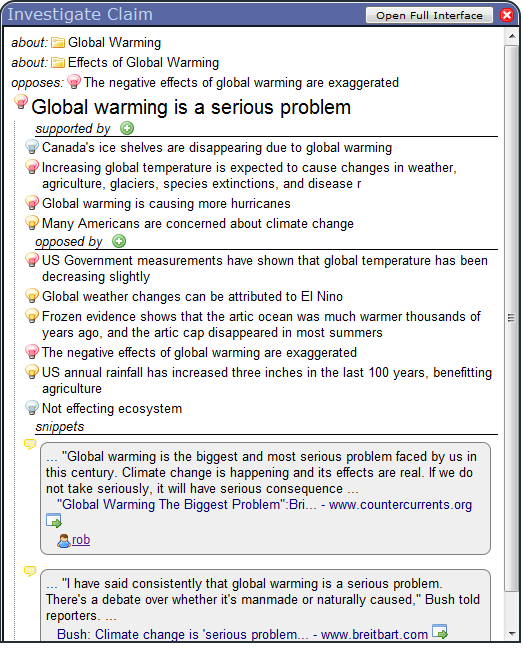 Investigate Claim
Open Full Interface
about: Global Warming
about: Effects of Global Warming
opposes: The negative effects of global warming are exaggerated
Global warming is a serious problem
supported by
Canada's ice shelves are disappearing due to global warming
Increasing global temperature is expected to cause changes in weather,
agriculture, glaciers, species extinctions, and disease r
Global warming is causing more hurricanes
Many Americans are concerned about climate change
opposed by
US Government measurements have shown that global temperature has been
decreasing slightly
Global weather changes can be attributed to El Nino
Frozen evidence shows that the artic ocean was much warmer thousands of
years ago, and the artic cap disappeared in most summers
The negative effects of global warming are exaggerated
US annual rainfall has increased three inches in the last 100 years, benefitting
agriculture
Not effecting ecosystem
snippets
... "Global warming is the biggest and most serious problem faced by us in
this century. Climate change is happening and its effects are real. If we do
not take seriously, it will have serious consequence ...
"Global Warming The Biggest Problem":Bri... - www.countercurrents.org
rob
... "I have said consistently that global warming is a serious problem.
There's a debate over whether it's manmade or naturally caused," Bush told
reporters. ...
Bush: Climate change is 'serious problem... - www.breitbart.com